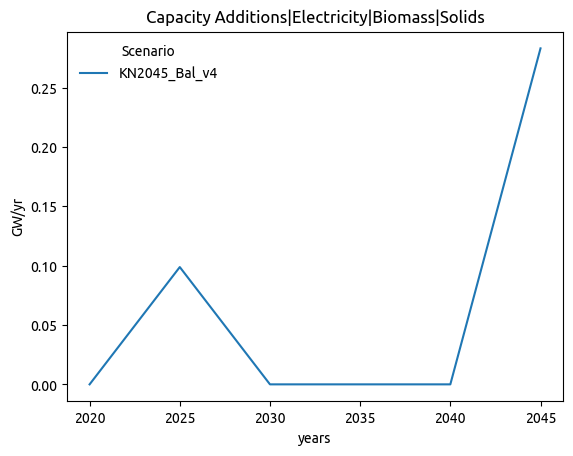 Capacity Additions|Electricity|Biomass|Solids
Scenario
KN2045_Bal_v4
GW/yr
0.25
0.20
0.15
0.10
0.05
0.00
2020 2025 2030 2035 2040 2045
years